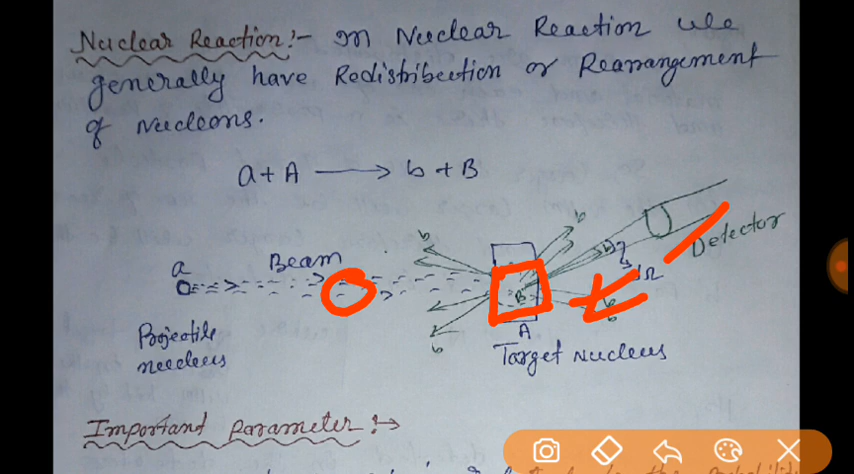 Nuclear Reaction:- In Nuclear Reaction we
generally have Redistribution or Rearrangement
of nucleons.
a + A → b + B
a
Beam
b
b
b
b
b
B
A
dΩ
Detector
Projectile
nucleus
Target Nucleus
Important Parameter :→